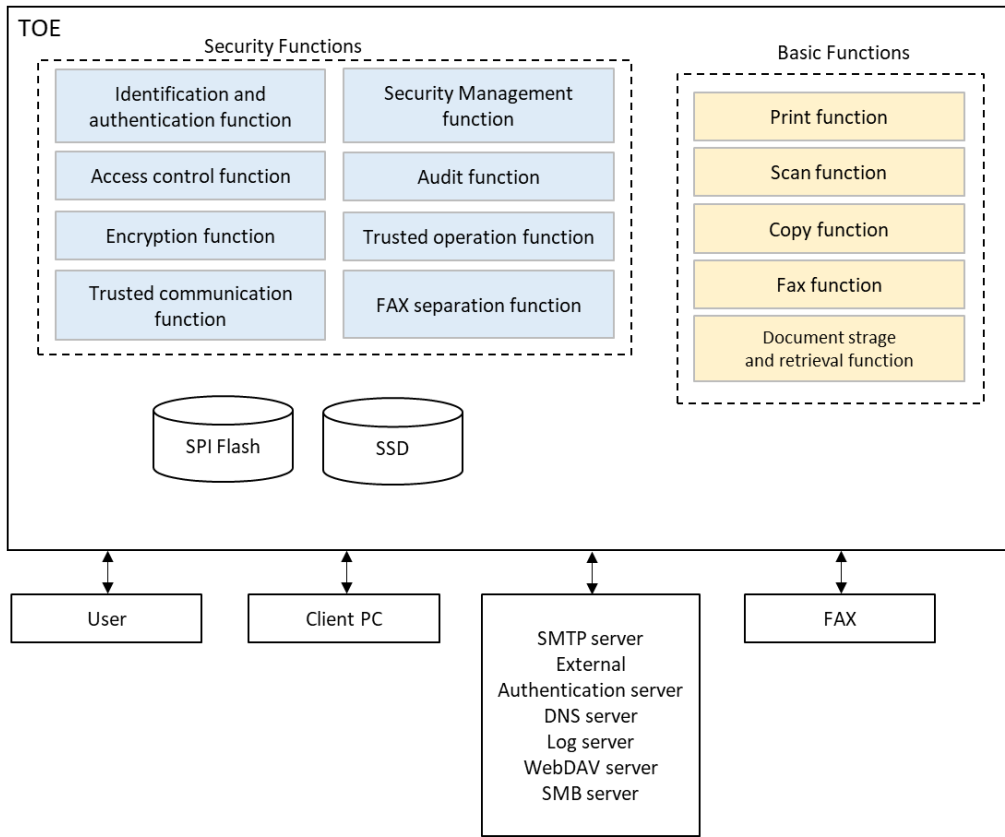 TOE
Security Functions
Identification and
authentication function
Security Management
function
Access control function
Audit function
Encryption function
Trusted operation function
Trusted communication
function
FAX separation function
Basic Functions
Print function
Scan function
Copy function
Fax function
Document strage
and retrieval function
SPI Flash
SSD
User
Client PC
SMTP server
External
Authentication server
DNS server
Log server
WebDAV server
SMB server
FAX